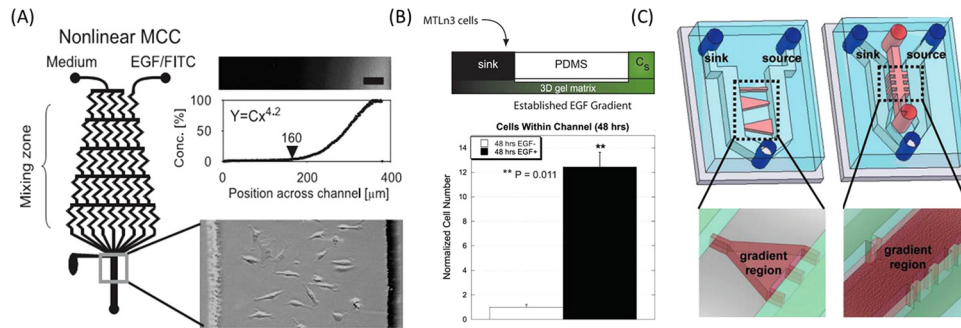 (A)
Nonlinear MCC
Medium
EGF/FITC
Mixing zone
Y=Cx4.2
160
Conc. [%]
100
50
0
0
200
400
Position across channel [μm]
(B)
MTLn3 cells
sink
PDMS
Cs
3D gel matrix
Established EGF Gradient
Cells Within Channel (48 hrs)
48 hrs EGF-
48 hrs EGF+
** P = 0.011
**
Normalized Cell Number
14
12
10
8
6
4
2
0
(C)
sink
source
sink
source
gradient
region
gradient
region